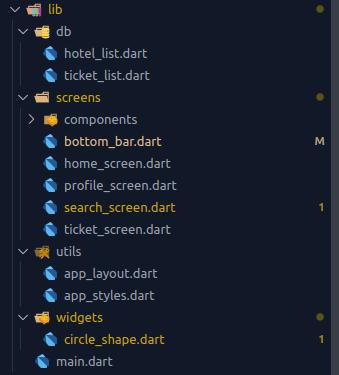 lib
db
hotel_list.dart
ticket_list.dart
screens
components
bottom_bar.dart M
home_screen.dart
profile_screen.dart
search_screen.dart 1
ticket_screen.dart
utils
app_layout.dart
app_styles.dart
widgets
circle_shape.dart 1
main.dart